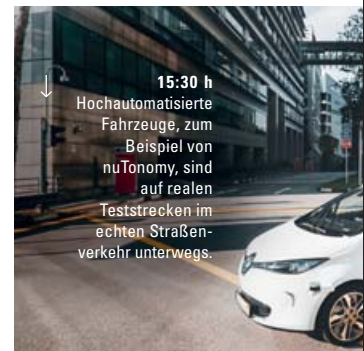 15:30 h
Hochautomatisierte
Fahrzeuge, zum
Beispiel von
nuTonomy, sind
auf realen
Teststrecken im
echten Straßen-
verkehr unterwegs.